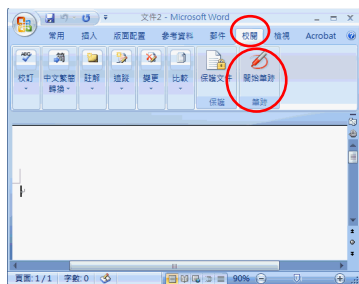 文件2 - Microsoft Word
常用 插入 版面配置 參考資料 郵件 校閱 檢視 Acrobat
校訂 中文繁簡轉換 註解 追蹤 變更 比較 保護文件 開始筆跡
保護 筆跡
頁面: 1/1 字數: 0 90%